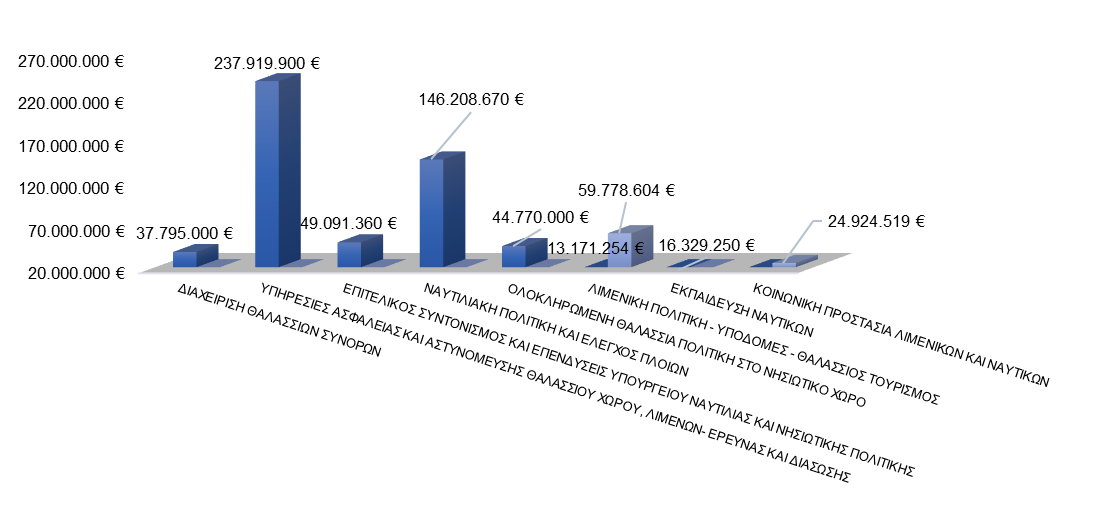 270.000.000 €
220.000.000 €
170.000.000 €
120.000.000 €
70.000.000 €
20.000.000 €
37.795.000 €
237.919.900 €
49.091.360 €
146.208.670 €
44.770.000 €
13.171.254 €
59.778.604 €
16.329.250 €
24.924.519 €
ΔΙΑΧΕΙΡΙΣΗ ΘΑΛΑΣΣΙΩΝ ΣΥΝΟΡΩΝ
ΥΠΗΡΕΣΙΕΣ ΑΣΦΑΛΕΙΑΣ ΚΑΙ ΑΣΤΥΝΟΜΕΥΣΗΣ ΘΑΛΑΣΣΙΟΥ ΧΩΡΟΥ, ΛΙΜΕΝΩΝ- ΕΡΕΥΝΑΣ ΚΑΙ ΔΙΑΣΩΣΗΣ
ΕΠΙΤΕΛΙΚΟΣ ΣΥΝΤΟΝΙΣΜΟΣ ΚΑΙ ΕΠΕΝΔΥΣΕΙΣ ΥΠΟΥΡΓΕΙΟΥ ΝΑΥΤΙΛΙΑΣ ΚΑΙ ΝΗΣΙΩΤΙΚΗΣ ΠΟΛΙΤΙΚΗΣ
ΝΑΥΤΙΛΙΑΚΗ ΠΟΛΙΤΙΚΗ ΚΑΙ ΕΛΕΓΧΟΣ ΠΛΟΙΩΝ
ΟΛΟΚΛΗΡΩΜΕΝΗ ΘΑΛΑΣΣΙΑ ΠΟΛΙΤΙΚΗ ΣΤΟ ΝΗΣΙΩΤΙΚΟ ΧΩΡΟ
ΛΙΜΕΝΙΚΗ ΠΟΛΙΤΙΚΗ - ΥΠΟΔΟΜΕΣ - ΘΑΛΑΣΣΙΟΣ ΤΟΥΡΙΣΜΟΣ
ΕΚΠΑΙΔΕΥΣΗ ΝΑΥΤΙΚΩΝ
ΚΟΙΝΩΝΙΚΗ ΠΡΟΣΤΑΣΙΑ ΛΙΜΕΝΙΚΩΝ ΚΑΙ ΝΑΥΤΙΚΩΝ